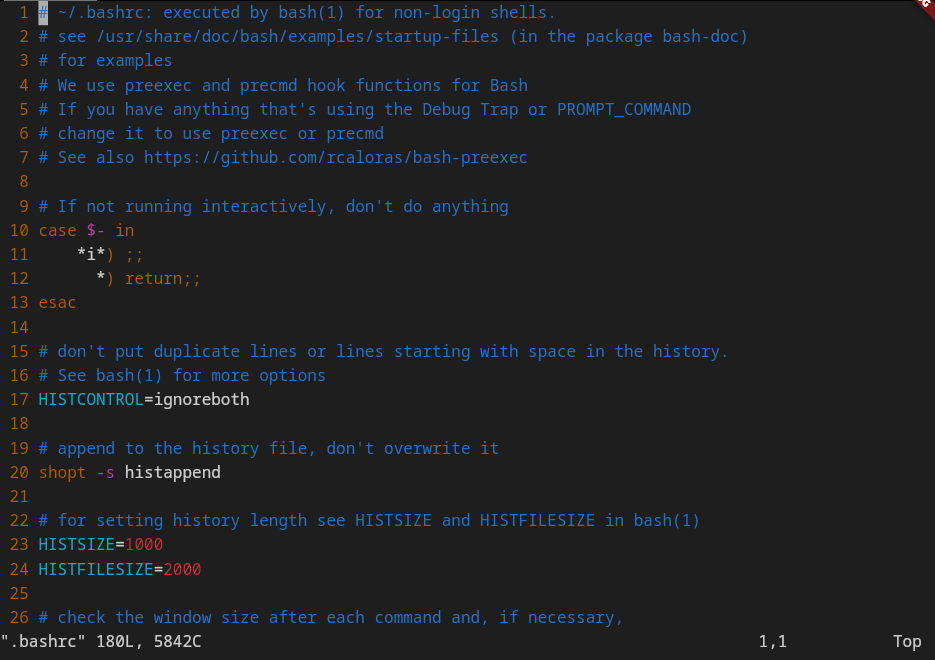 1 # ~/.bashrc: executed by bash(1) for non-login shells.
2 # see /usr/share/doc/bash/examples/startup-files (in the package bash-doc)
3 # for examples
4 # We use preexec and precmd hook functions for Bash
5 # If you have anything that's using the Debug Trap or PROMPT_COMMAND
6 # change it to use preexec or precmd
7 # See also https://github.com/rcaloras/bash-preexec
8
9 # If not running interactively, don't do anything
10 case $- in
11     *i*) ;;
12       *) return;;
13 esac
14
15 # don't put duplicate lines or lines starting with space in the history.
16 # See bash(1) for more options
17 HISTCONTROL=ignoreboth
18
19 # append to the history file, don't overwrite it
20 shopt -s histappend
21
22 # for setting history length see HISTSIZE and HISTFILESIZE in bash(1)
23 HISTSIZE=1000
24 HISTFILESIZE=2000
25
26 # check the window size after each command and, if necessary,
".bashrc" 180L, 5842C 1,1 Top